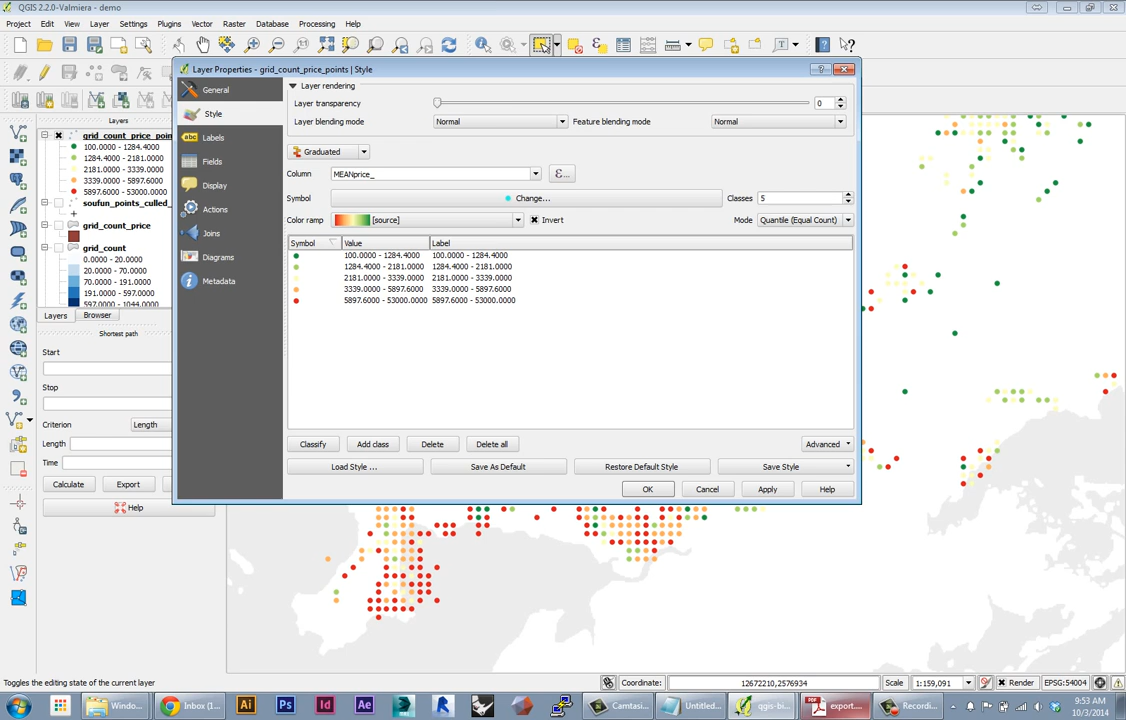 QGIS 2.2.0-Valmiera - demo
Project Edit View Layer Settings Plugins Vector Raster Database Processing Help
Layer Properties - grid_count_price_points | Style
General
Style
Labels
Fields
Display
Actions
Joins
Diagrams
Metadata
Layer rendering
Layer transparency 0
Layer blending mode Normal Feature blending mode Normal
Graduated
Column MEANprice_ ε...
Symbol Change... Classes 5
Color ramp [source] Invert Mode Quantile (Equal Count)
Symbol Value Label
100.0000 - 1284.4000 100.0000 - 1284.4000
1284.4000 - 2181.0000 1284.4000 - 2181.0000
2181.0000 - 3339.0000 2181.0000 - 3339.0000
3339.0000 - 5897.6000 3339.0000 - 5897.6000
5897.6000 - 53000.0000 5897.6000 - 53000.0000
Classify Add class Delete Delete all Advanced
Load Style ... Save As Default Restore Default Style Save Style
OK Cancel Apply Help
Layers
grid_count_price_poin
100.0000 - 1284.4000
1284.4000 - 2181.0000
2181.0000 - 3339.0000
3339.0000 - 5897.6000
5897.6000 - 53000.0000
soufun_points_culled_
grid_count_price
grid_count
0.0000 - 20.0000
20.0000 - 70.0000
70.0000 - 191.0000
191.0000 - 597.0000
597.0000 - 1044.0000
Layers Browser
Shortest path
Start
Stop
Criterion Length
Length
Time
Calculate Export
Help
Toggles the editing state of the current layer
Coordinate: 12672210,2576934 Scale 1:159,091 Render EPSG:54004
Windo... Inbox (1... Ai Ps Id Ae Camtasi... Untitled... qgis-bi... export.... Recordi...
9:53 AM
10/3/2014